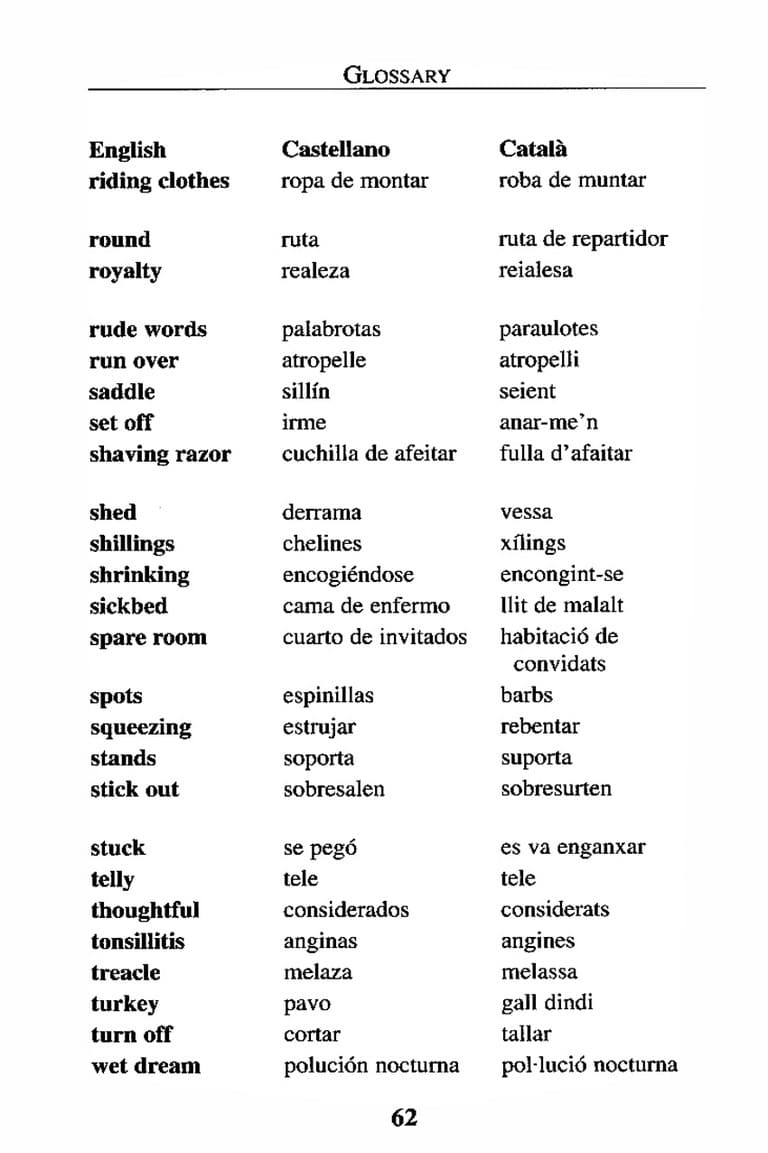 GLOSSARY
English Castellano Català
riding clothes ropa de montar roba de muntar
round ruta ruta de repartidor
royalty realeza reialesa
rude words palabrotas paraulotes
run over atropelle atropelli
saddle sillín seient
set off irme anar-me'n
shaving razor cuchilla de afeitar fulla d'afaitar
shed derrama vessa
shillings chelines xílings
shrinking encogiéndose encongint-se
sickbed cama de enfermo llit de malalt
spare room cuarto de invitados habitació de
convidats
spots espinillas barbs
squeezing estrujar rebentar
stands soporta suporta
stick out sobresalen sobresurten
stuck se pegó es va enganxar
telly tele tele
thoughtful considerados considerats
tonsillitis anginas angines
treacle melaza melassa
turkey pavo gall dindi
turn off cortar tallar
wet dream polución nocturna pol·lució nocturna
62